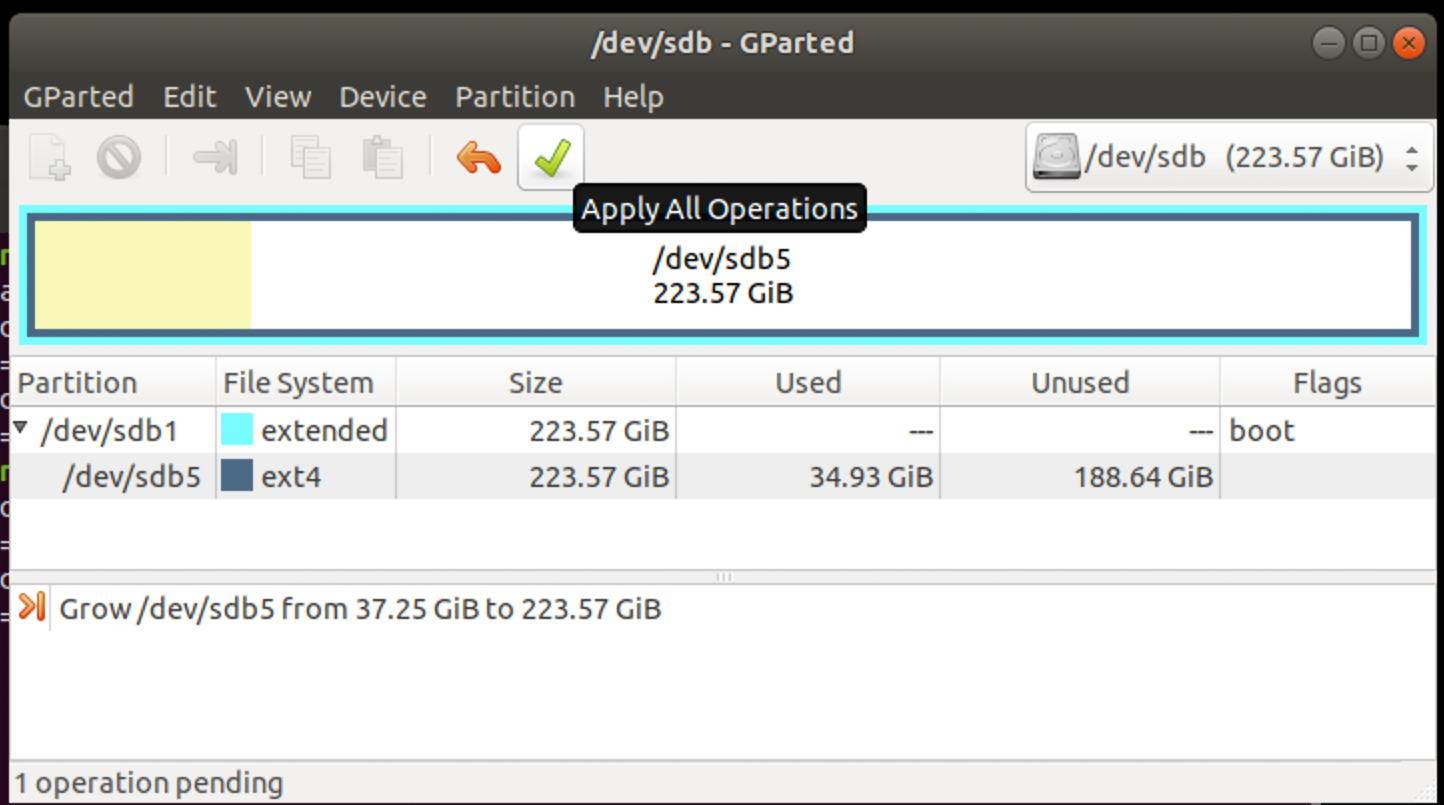 /dev/sdb - GParted
GParted Edit View Device Partition Help
/dev/sdb (223.57 GiB)
Apply All Operations
/dev/sdb5
223.57 GiB
Partition File System Size Used Unused Flags
/dev/sdb1 extended 223.57 GiB --- --- boot
/dev/sdb5 ext4 223.57 GiB 34.93 GiB 188.64 GiB
Grow /dev/sdb5 from 37.25 GiB to 223.57 GiB
1 operation pending